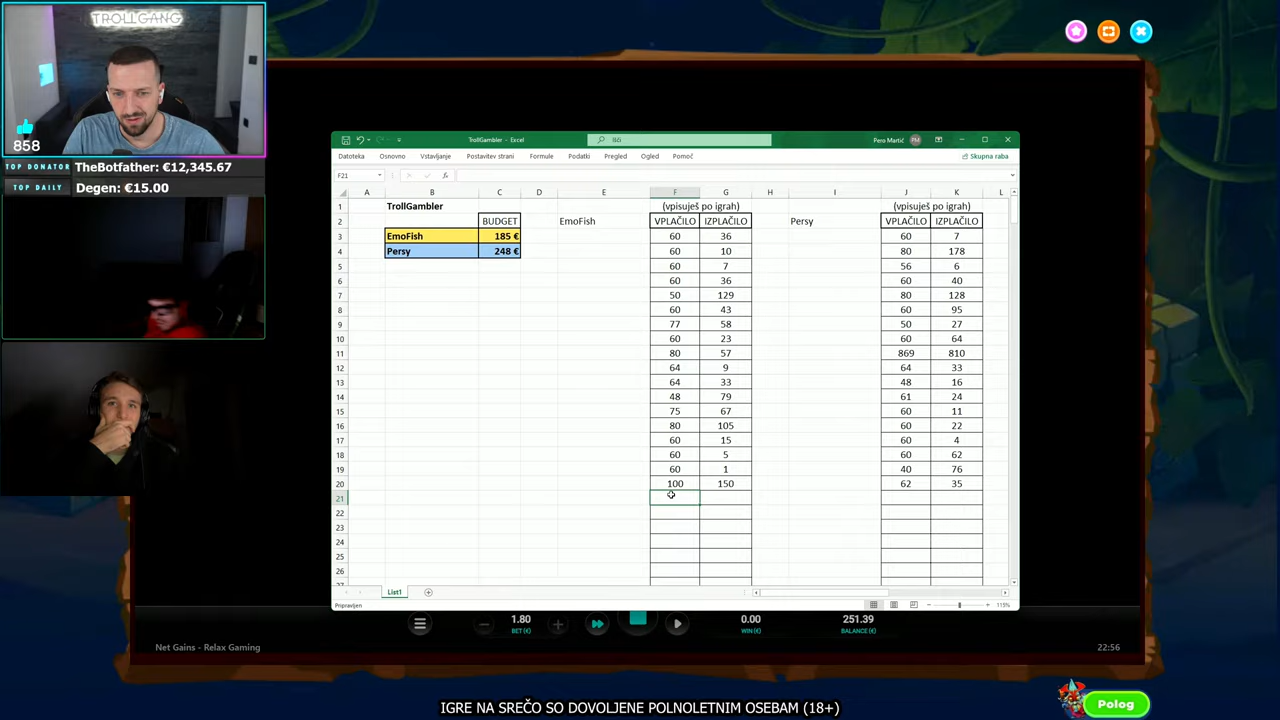 TROLLGANG
858
TOP DONATOR TheBotfather: €12,345.67
TOP DAILY Degen: €15.00
TrollGambler - Excel
Išči
Pero Martić PM
Datoteka Osnovno Vstavljanje Postavitev strani Formule Podatki Pregled Ogled Pomoč Skupna raba
F21 fx
A B C D E F G H I J K L
1 TrollGambler (vpisuješ po igrah) (vpisuješ po igrah)
2 BUDGET EmoFish VPLAČILO IZPLAČILO Persy VPLAČILO IZPLAČILO
3 EmoFish 185 € 60 36 60 7
4 Persy 248 € 60 10 80 178
5 60 7 56 6
6 60 36 60 40
7 50 129 80 128
8 60 43 60 95
9 77 58 50 27
10 60 23 60 64
11 80 57 869 810
12 64 9 64 33
13 64 33 48 16
14 48 79 61 24
15 75 67 60 11
16 80 105 60 22
17 60 15 60 4
18 60 5 60 62
19 60 1 40 76
20 100 150 62 35
21
22
23
24
25
26
List1
Pripravljen 115%
1.80 0.00 251.39
BET (€) WIN (€) BALANCE (€)
Net Gains - Relax Gaming 22:56
IGRE NA SREČO SO DOVOLJENE POLNOLETNIM OSEBAM (18+)
Polog